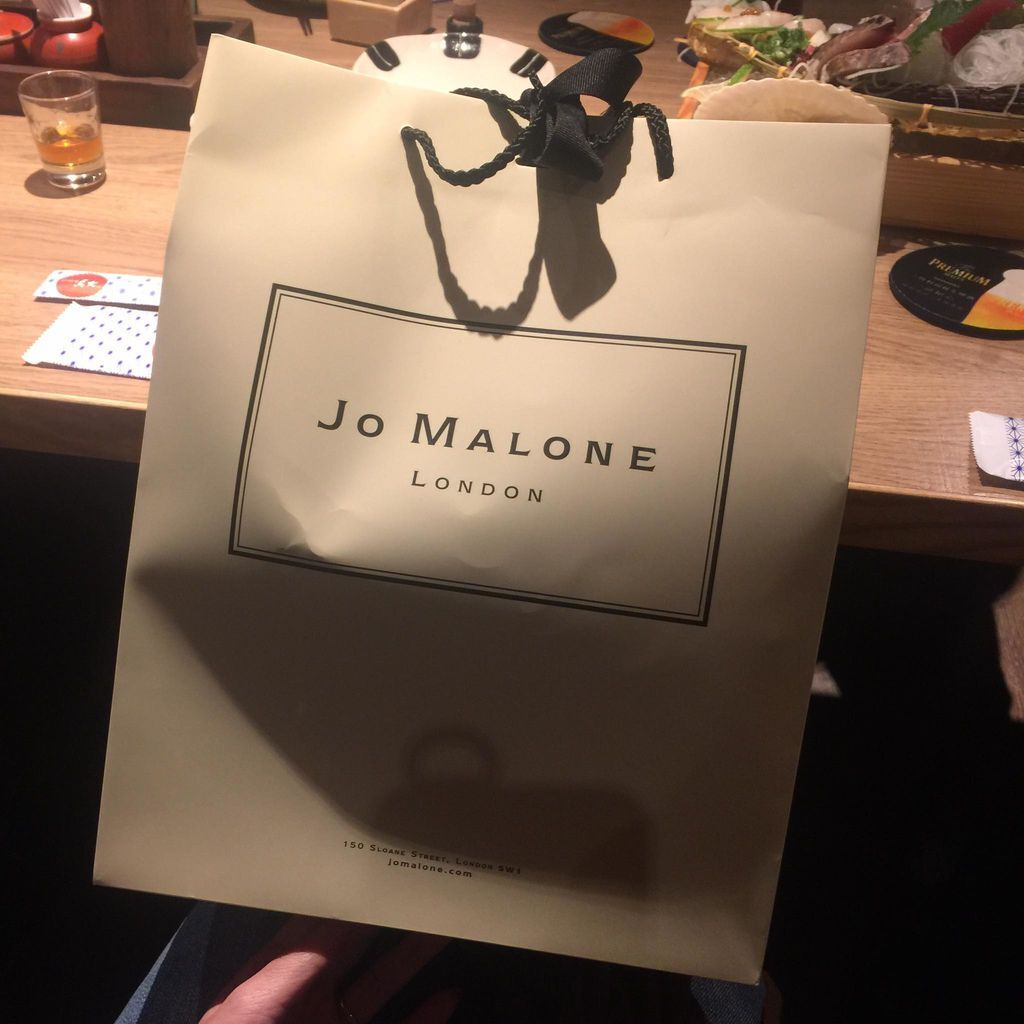 PREMIUM
Jo Malone
London
150 Sloane Street, London SW1
jomalone.com